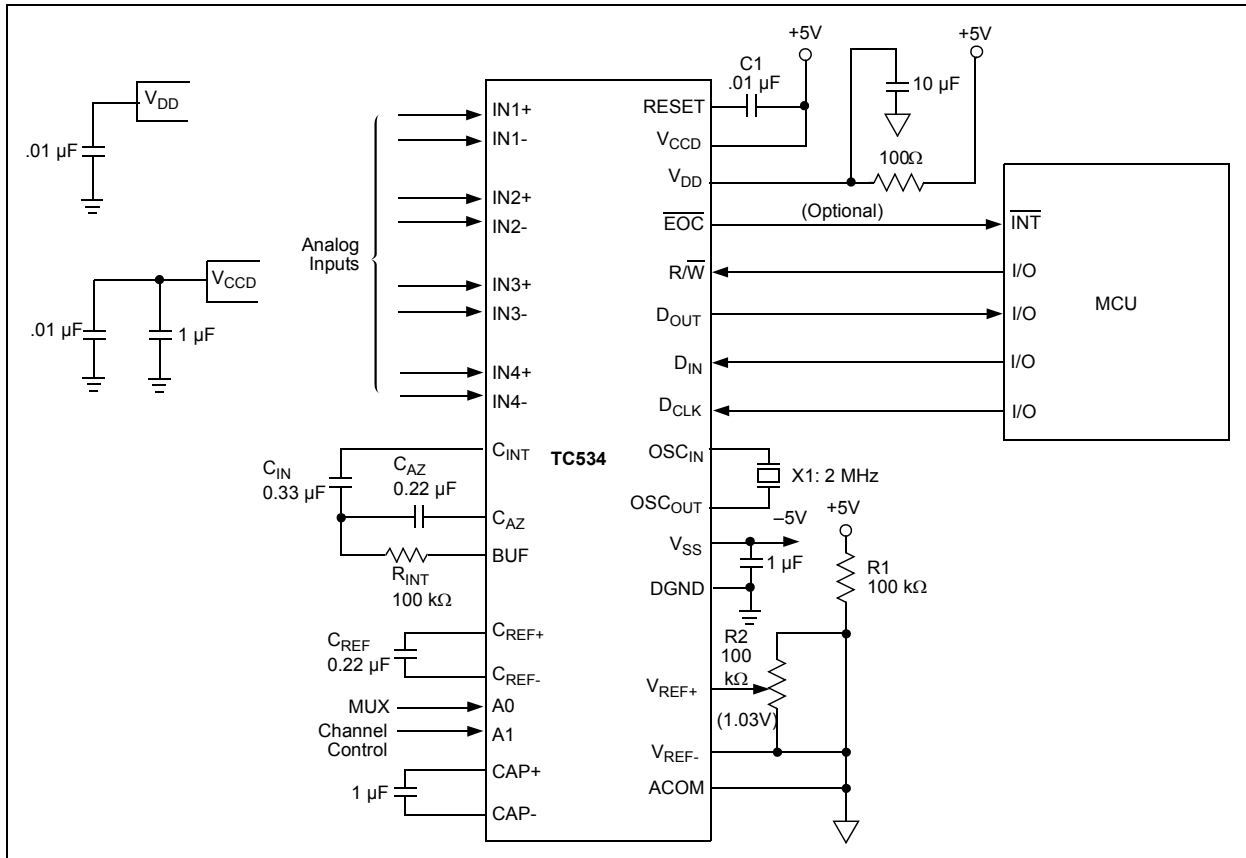 V_DD
.01 µF
V_CCD
.01 µF
1 µF
Analog
Inputs
IN1+
IN1-
IN2+
IN2-
IN3+
IN3-
IN4+
IN4-
C_INT
C_IN
0.33 µF
C_AZ
0.22 µF
C_AZ
BUF
R_INT
100 kΩ
C_REF+
C_REF
0.22 µF
C_REF-
MUX
Channel
Control
A0
A1
CAP+
1 µF
CAP-
TC534
RESET
C1
.01 µF
+5V
V_CCD
V_DD
100Ω
10 µF
+5V
EOC
(Optional)
INT
R/W
I/O
D_OUT
I/O
MCU
D_IN
I/O
D_CLK
I/O
OSC_IN
X1: 2 MHz
OSC_OUT
–5V
V_SS
1 µF
DGND
+5V
R1
100 kΩ
R2
100
kΩ
V_REF+
(1.03V)
V_REF-
ACOM